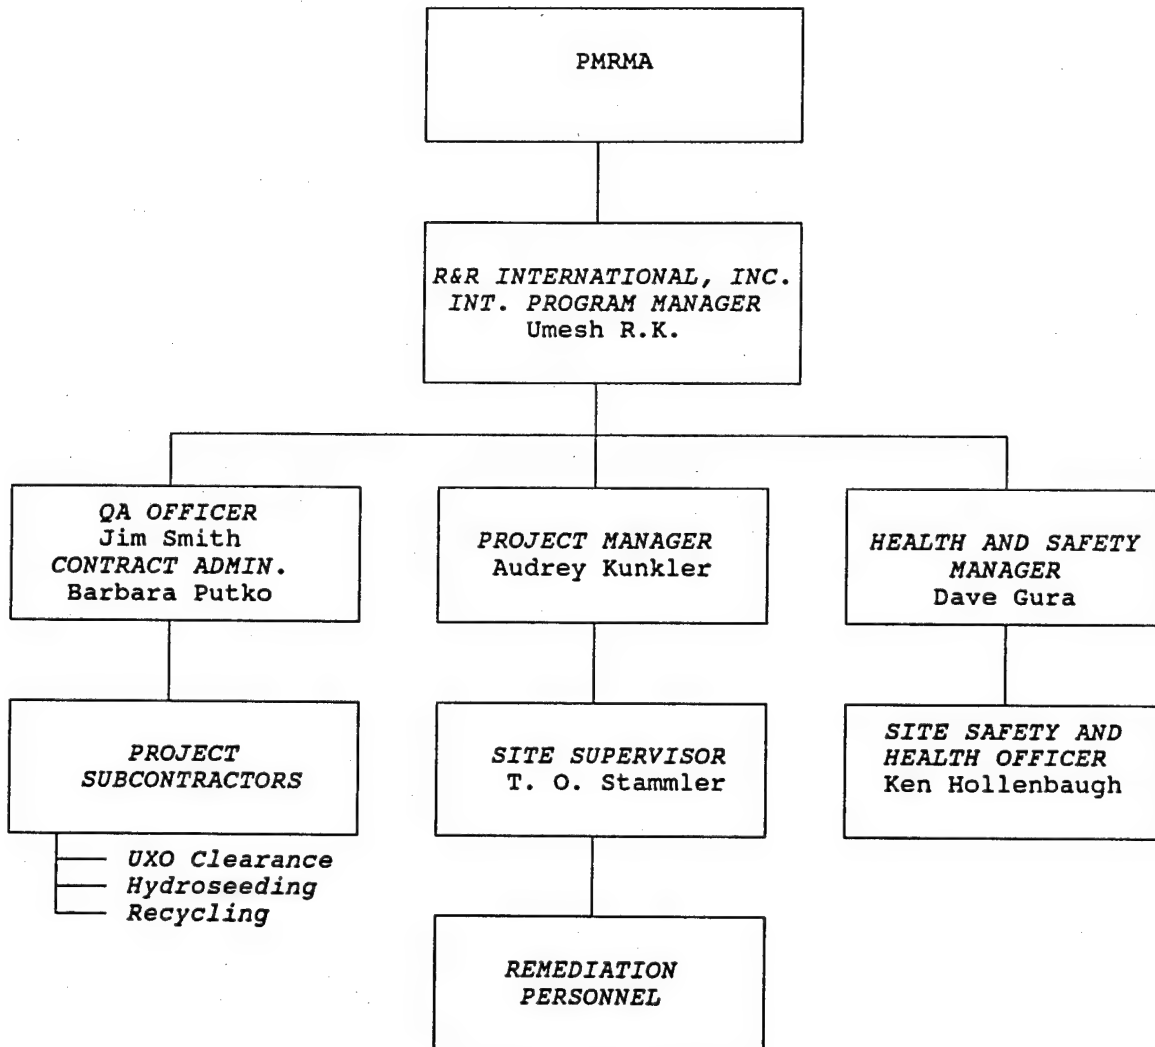 PMRMA
R&R INTERNATIONAL, INC.
INT. PROGRAM MANAGER
Umesh R.K.
QA OFFICER
Jim Smith
CONTRACT ADMIN.
Barbara Putko
PROJECT MANAGER
Audrey Kunkler
HEALTH AND SAFETY
MANAGER
Dave Gura
PROJECT
SUBCONTRACTORS
UXO Clearance
Hydroseeding
Recycling
SITE SUPERVISOR
T. O. Stammler
SITE SAFETY AND
HEALTH OFFICER
Ken Hollenbaugh
REMEDIATION
PERSONNEL